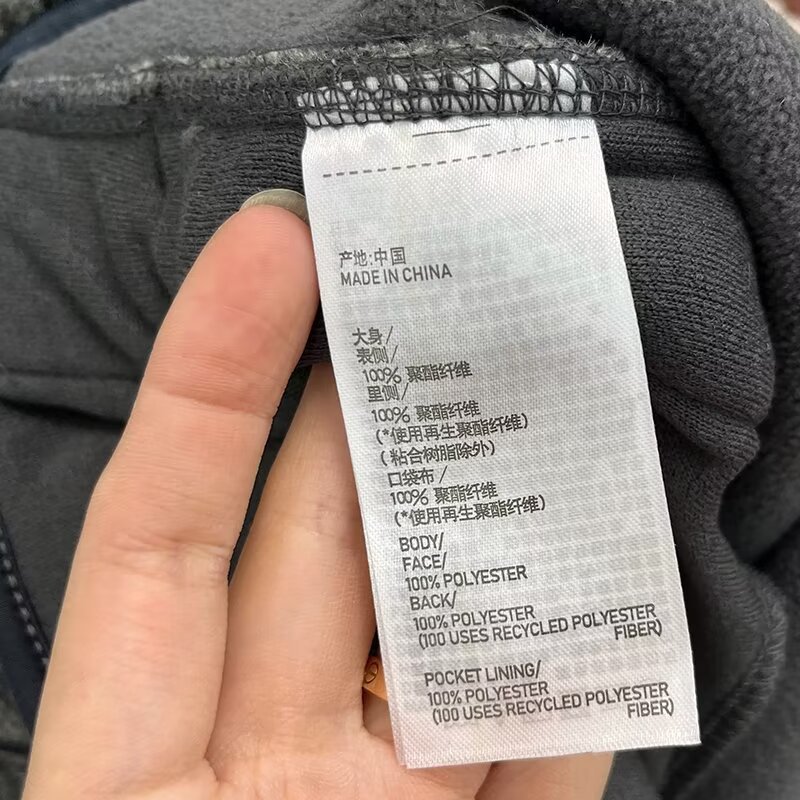 产地:中国
MADE IN CHINA
大身/
表侧/
100% 聚酯纤维
里侧/
100% 聚酯纤维
(*使用再生聚酯纤维)
(粘合树脂除外)
口袋布/
100% 聚酯纤维
(*使用再生聚酯纤维)
BODY/
FACE/
100% POLYESTER
BACK/
100% POLYESTER
(100 USES RECYCLED POLYESTER
FIBER)
POCKET LINING/
100% POLYESTER
(100 USES RECYCLED POLYESTER
FIBER)